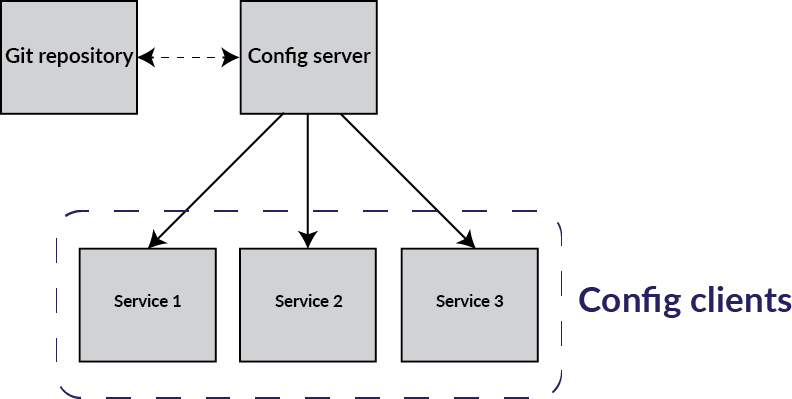 Git repository
Config server
Service 1
Service 2
Service 3
Config clients